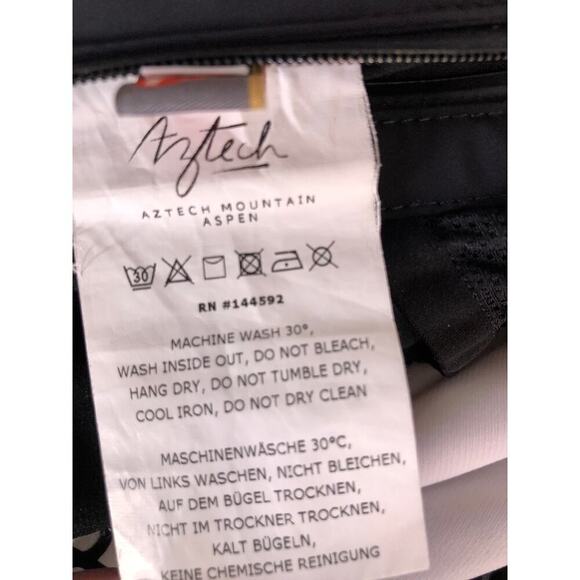 Aztech
AZTECH MOUNTAIN
ASPEN
30
RN #144592
MACHINE WASH 30°,
WASH INSIDE OUT, DO NOT BLEACH,
HANG DRY, DO NOT TUMBLE DRY,
COOL IRON, DO NOT DRY CLEAN
MASCHINENWÄSCHE 30°C,
VON LINKS WASCHEN, NICHT BLEICHEN,
AUF DEM BÜGEL TROCKNEN,
NICHT IM TROCKNER TROCKNEN,
KALT BÜGELN,
KEINE CHEMISCHE REINIGUNG